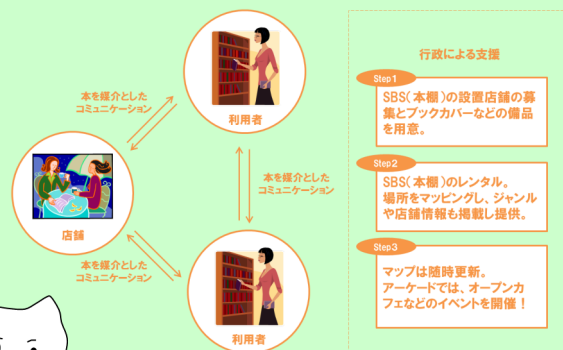 本を媒介とした
コミュニケーション
利用者
本を媒介とした
コミュニケーション
店舗
本を媒介とした
コミュニケーション
利用者
行政による支援
Step1
SBS(本棚)の設置店舗の募
集とブックカバーなどの備品
を用意。
Step2
SBS(本棚)のレンタル。
場所をマッピングし、ジャンル
や店舗情報も掲載し提供。
Step3
マップは随時更新。
アーケードでは、オープンカ
フェなどのイベントを開催！